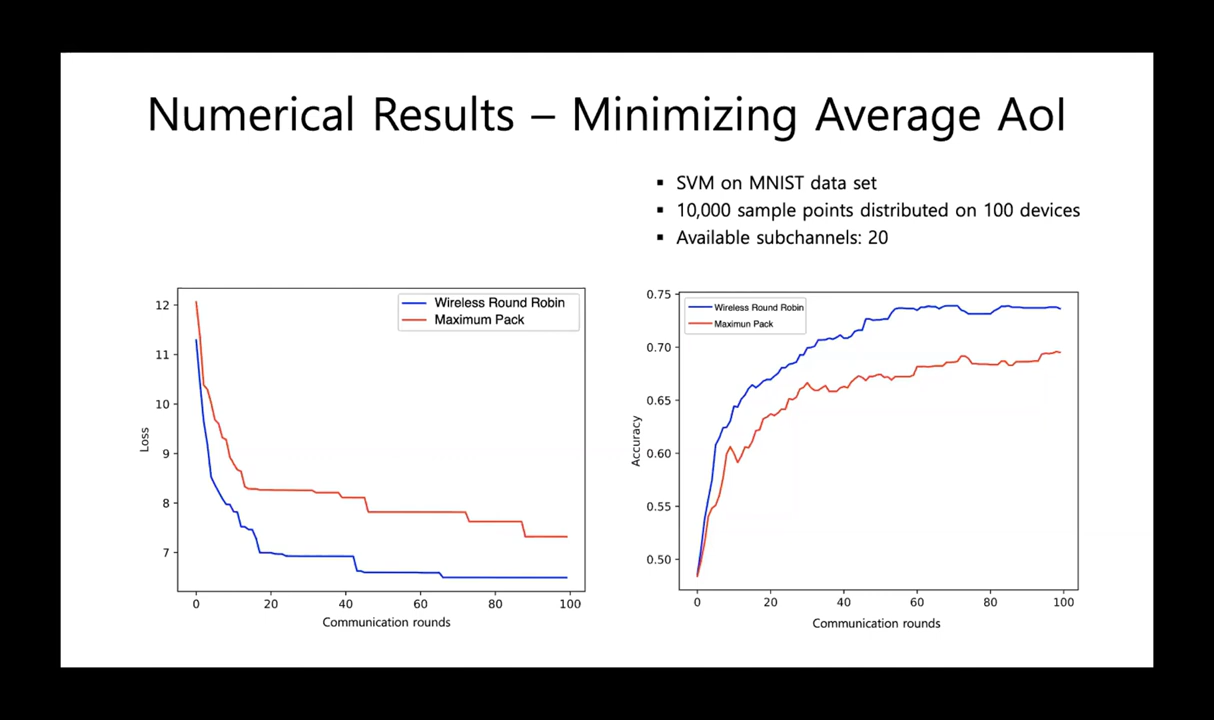 Numerical Results – Minimizing Average AoI
▪ SVM on MNIST data set
▪ 10,000 sample points distributed on 100 devices
▪ Available subchannels: 20
Wireless Round Robin
Maximum Pack
12
11
10
9
8
7
Loss
0 20 40 60 80 100
Communication rounds
Wireless Round Robin
Maximun Pack
0.75
0.70
0.65
0.60
0.55
0.50
Accuracy
0 20 40 60 80 100
Communication rounds